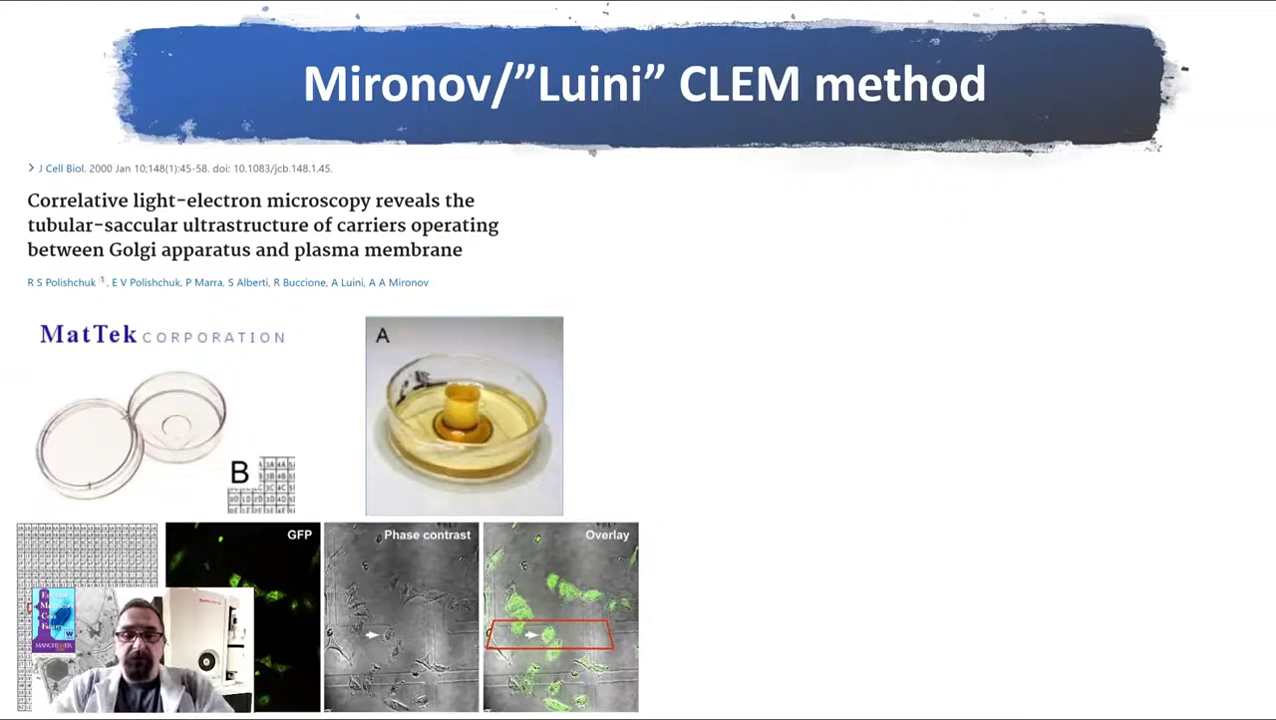 Mironov/”Luini” CLEM method
J Cell Biol. 2000 Jan 10;148(1):45-58. doi: 10.1083/jcb.148.1.45.
Correlative light-electron microscopy reveals the
tubular-saccular ultrastructure of carriers operating
between Golgi apparatus and plasma membrane
R S Polishchuk 1, E V Polishchuk, P Marra, S Alberti, R Buccione, A Luini, A A Mironov
MatTek CORPORATION
A
B
GFP
Phase contrast
Overlay
MANCHESTER